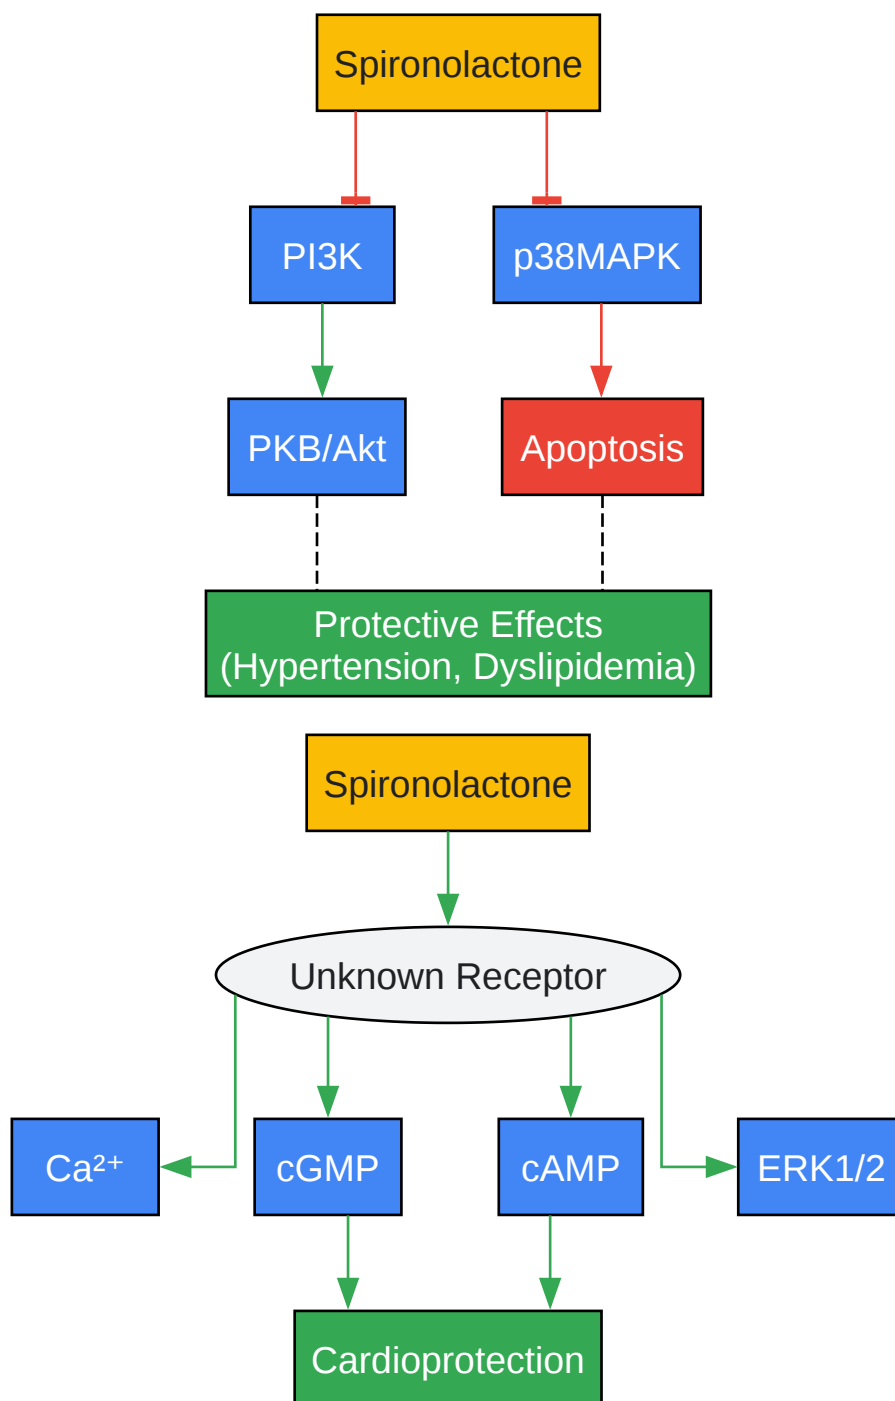 Spironolactone
PI3K
p38MAPK
PKB/Akt
Apoptosis
Protective Effects
(Hypertension, Dyslipidemia)
Spironolactone
Unknown Receptor
Ca²⁺
cGMP
cAMP
ERK1/2
Cardioprotection